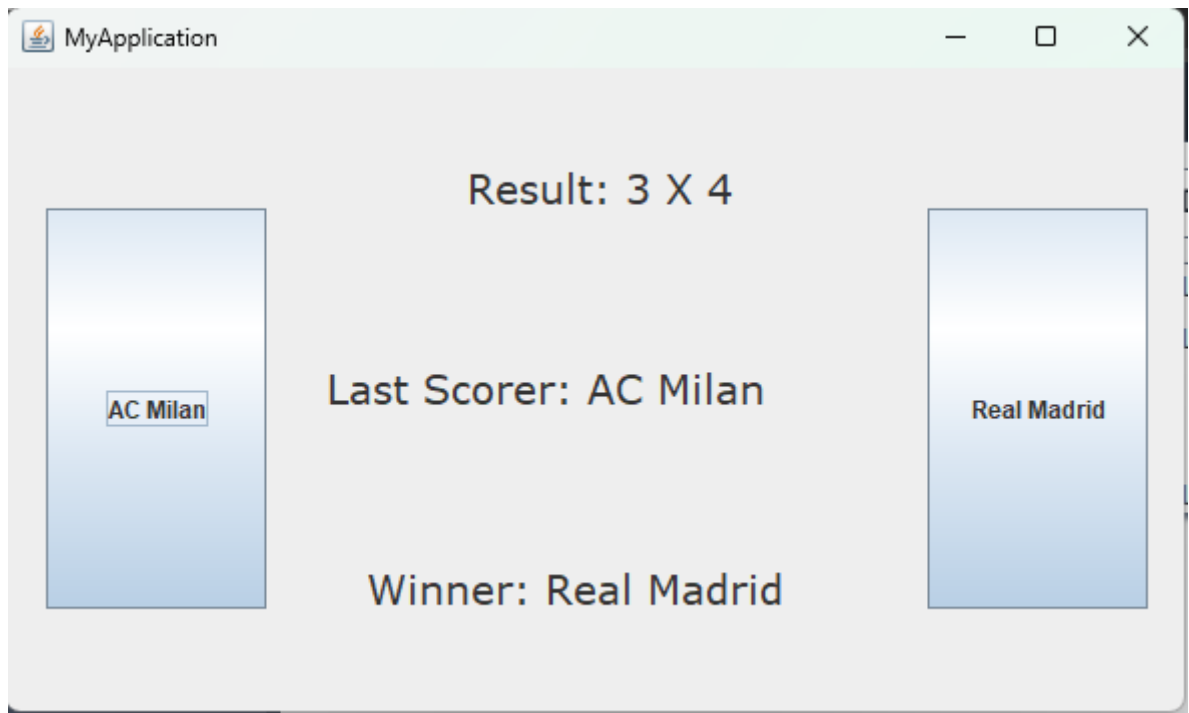 MyApplication
Result: 3 X 4
AC Milan
Last Scorer: AC Milan
Real Madrid
Winner: Real Madrid